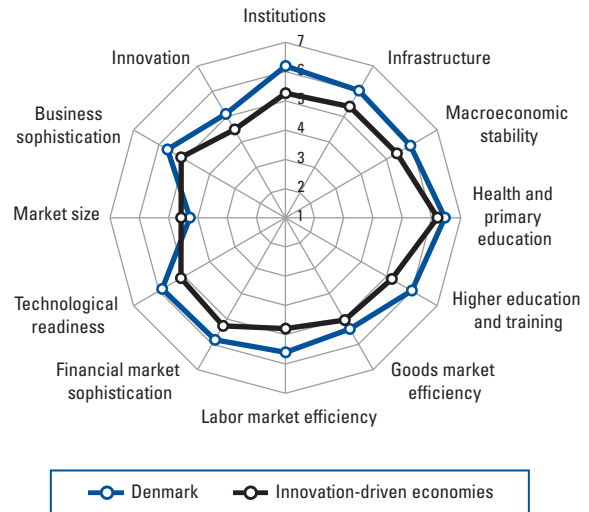 Institutions
7
Innovation
Infrastructure
6
Business
sophistication
Macroeconomic
stability
5
4
3
2
Market size
1
Health and
primary
education
Technological
readiness
Higher education
and training
Financial market
sophistication
Goods market
efficiency
Labor market efficiency
Denmark
Innovation-driven economies